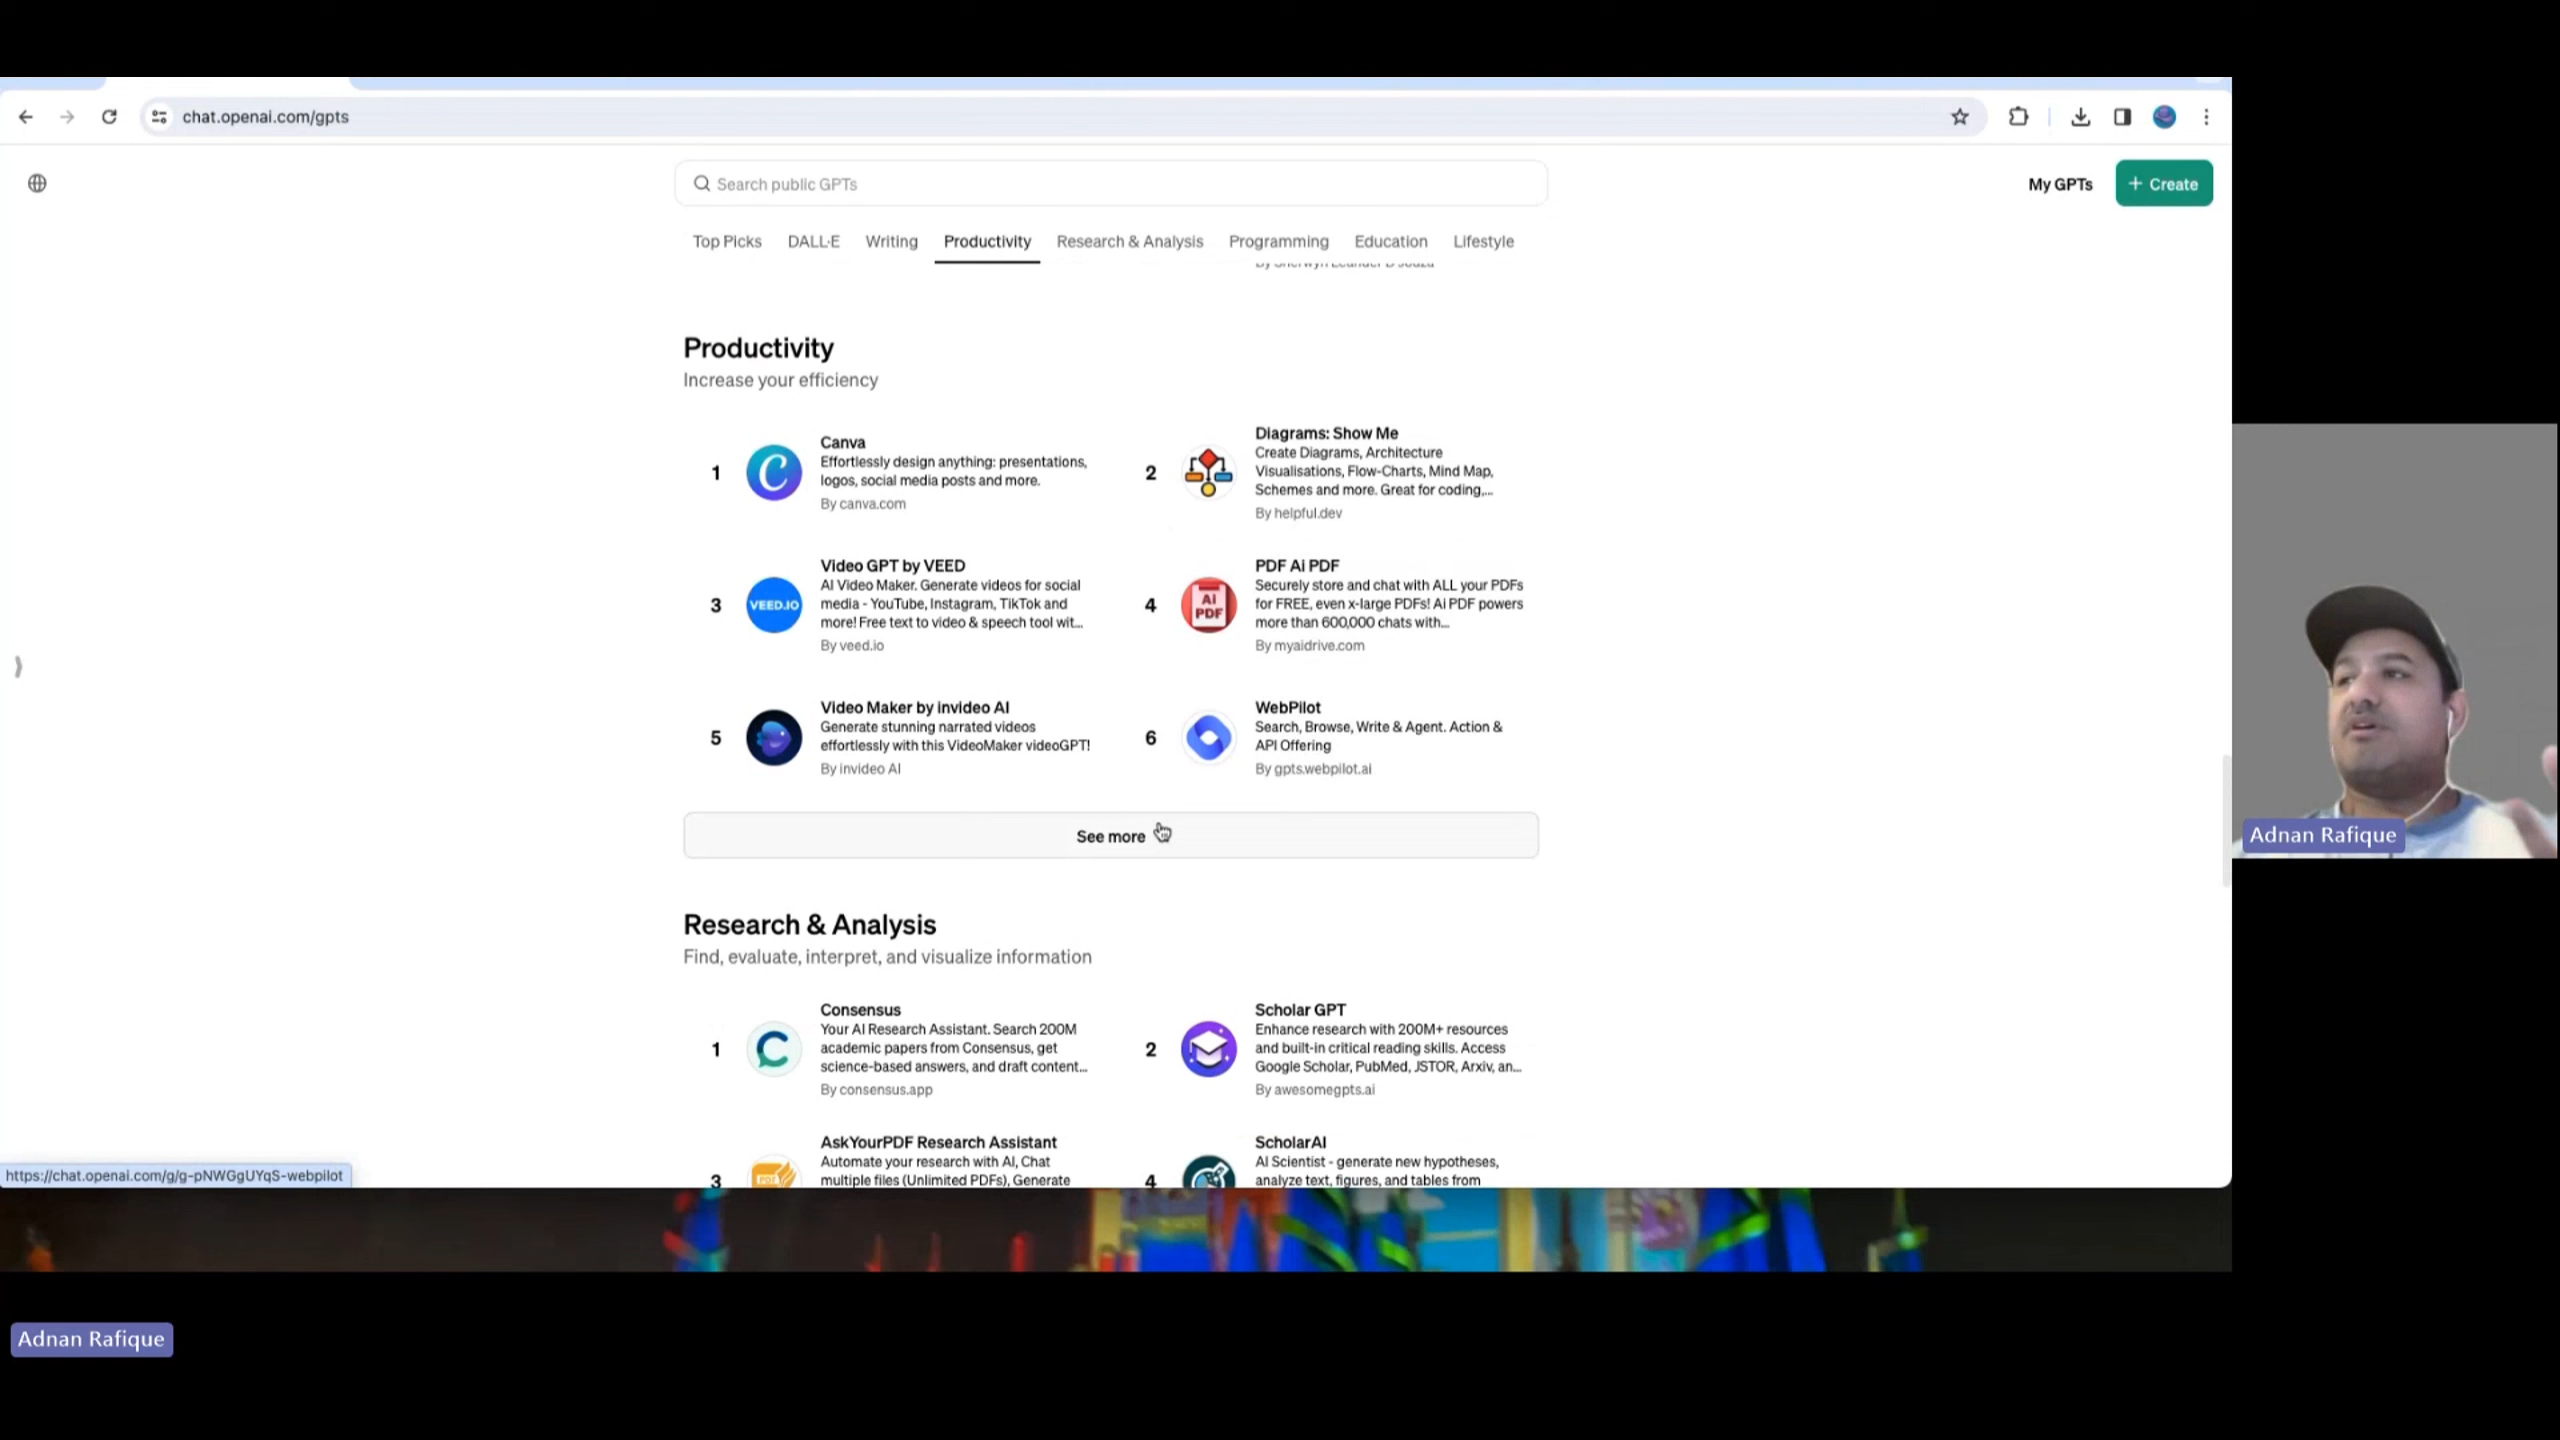 chat.openai.com/gpts
Search public GPTs
My GPTs
+ Create
Top Picks DALL·E Writing Productivity Research & Analysis Programming Education Lifestyle
By Sherwyn Leander D'souza
Productivity
Increase your efficiency
1
Canva
Effortlessly design anything: presentations,
logos, social media posts and more.
By canva.com
2
Diagrams: Show Me
Create Diagrams, Architecture
Visualisations, Flow-Charts, Mind Map,
Schemes and more. Great for coding,...
By helpful.dev
3
VEED.IO
Video GPT by VEED
AI Video Maker. Generate videos for social
media - YouTube, Instagram, TikTok and
more! Free text to video & speech tool wit...
By veed.io
4
Ai
PDF
PDF Ai PDF
Securely store and chat with ALL your PDFs
for FREE, even x-large PDFs! Ai PDF powers
more than 600,000 chats with...
By myaidrive.com
5
Video Maker by invideo AI
Generate stunning narrated videos
effortlessly with this VideoMaker videoGPT!
By invideo AI
6
WebPilot
Search, Browse, Write & Agent. Action &
API Offering
By gpts.webpilot.ai
See more
Research & Analysis
Find, evaluate, interpret, and visualize information
1
Consensus
Your AI Research Assistant. Search 200M
academic papers from Consensus, get
science-based answers, and draft content...
By consensus.app
2
Scholar GPT
Enhance research with 200M+ resources
and built-in critical reading skills. Access
Google Scholar, PubMed, JSTOR, Arxiv, an...
By awesomegpts.ai
3
PDF
AskYourPDF Research Assistant
Automate your research with AI, Chat
multiple files (Unlimited PDFs), Generate
4
ScholarAI
AI Scientist - generate new hypotheses,
analyze text, figures, and tables from
https://chat.openai.com/g/g-pNWGgUYqS-webpilot
Adnan Rafique
Adnan Rafique